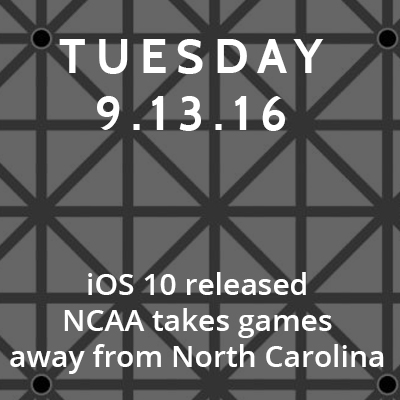 TUESDAY
9.13.16
iOS 10 released
NCAA takes games
away from North Carolina